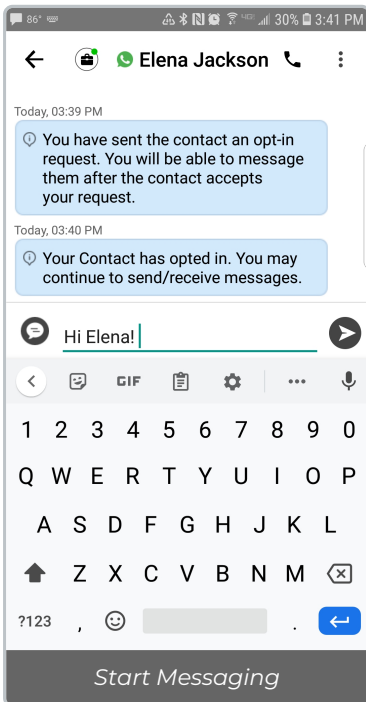 86° 30% 3:41 PM
Elena Jackson
Today, 03:39 PM
You have sent the contact an opt-in
request. You will be able to message
them after the contact accepts
your request.
Today, 03:40 PM
Your Contact has opted in. You may
continue to send/receive messages.
Hi Elena!
GIF
1 2 3 4 5 6 7 8 9 0
Q W E R T Y U I O P
A S D F G H J K L
Z X C V B N M
?123 , .
Start Messaging